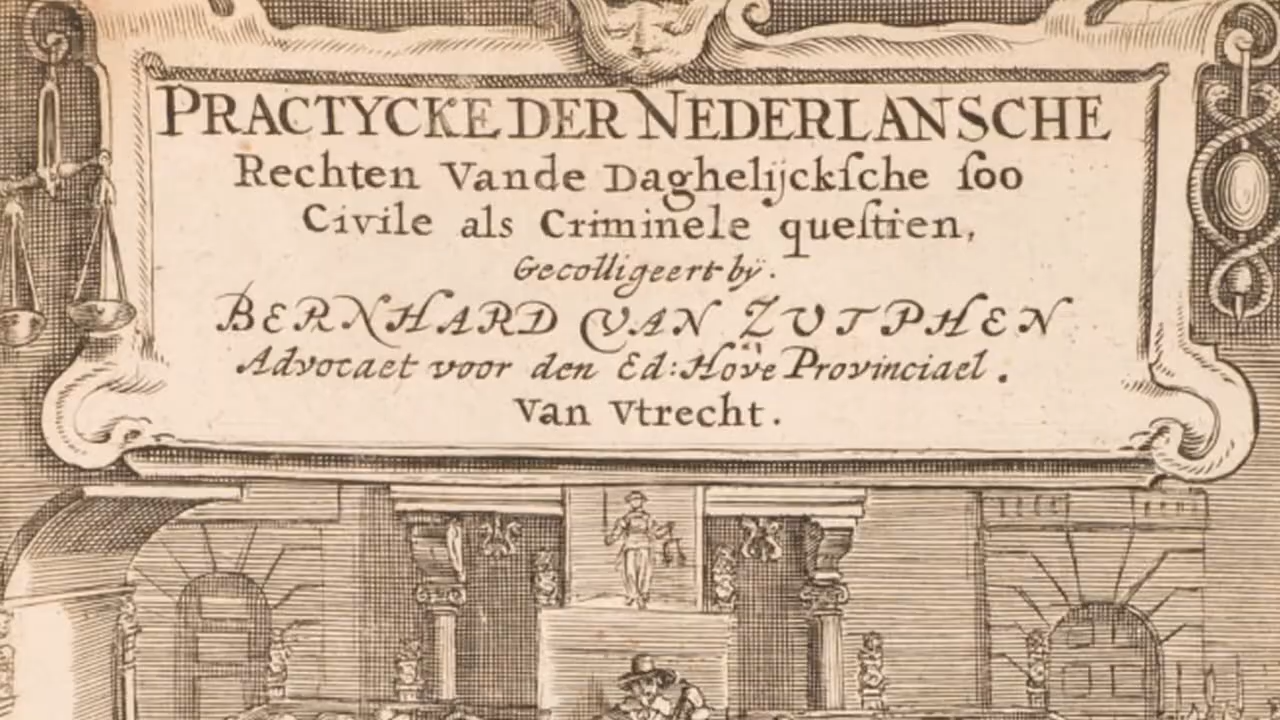 PRACTYCKE DER NEDERLANSCHE
Rechten Vande Daghelijckſche ſoo
Civile als Criminele queſtien,
Gecolligeert bÿ.
BERNHARD VAN ZUTPHEN
Advocaet voor den Ed: Hove Provinciael.
Van Vtrecht.